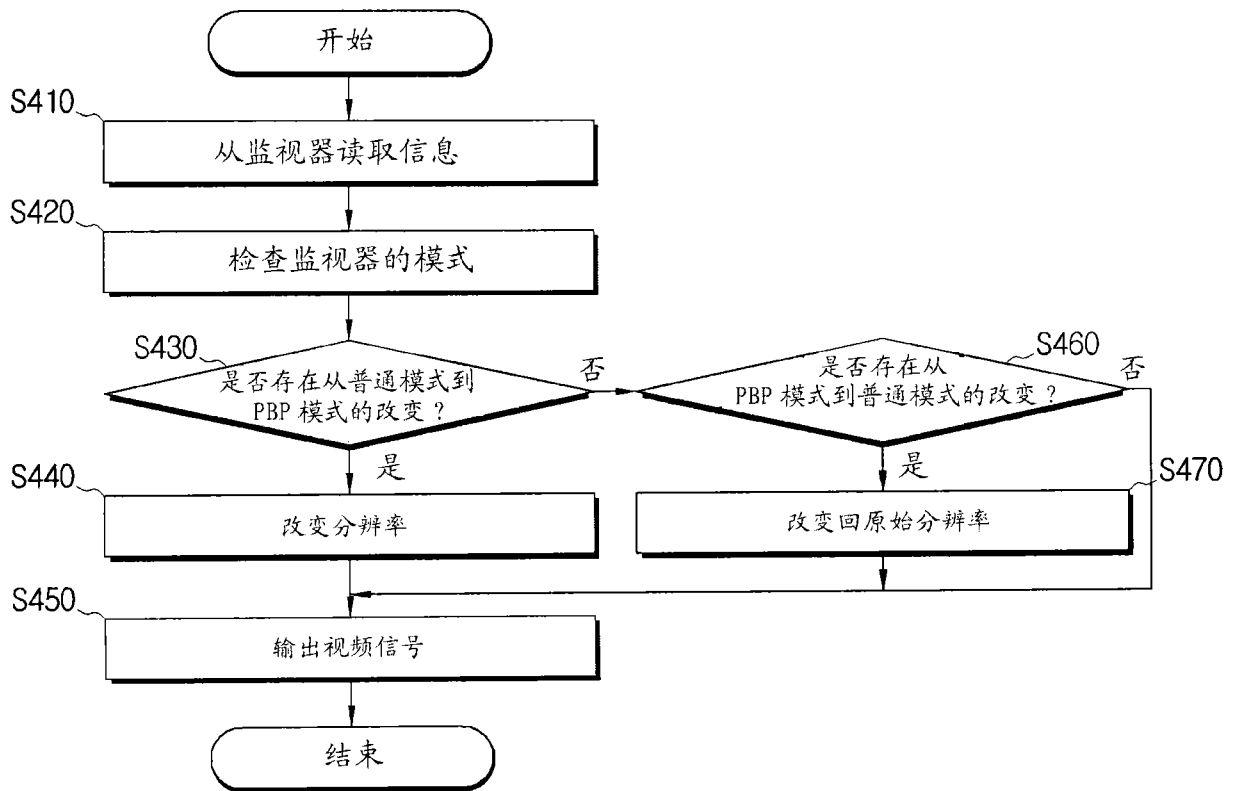 开始
S410
从监视器读取信息
S420
检查监视器的模式
S430
是否存在从普通模式到
PBP 模式的改变？
否
是
S460
是否存在从
PBP 模式到普通模式的改变？
否
是
S440
改变分辨率
S470
改变回原始分辨率
S450
输出视频信号
结束